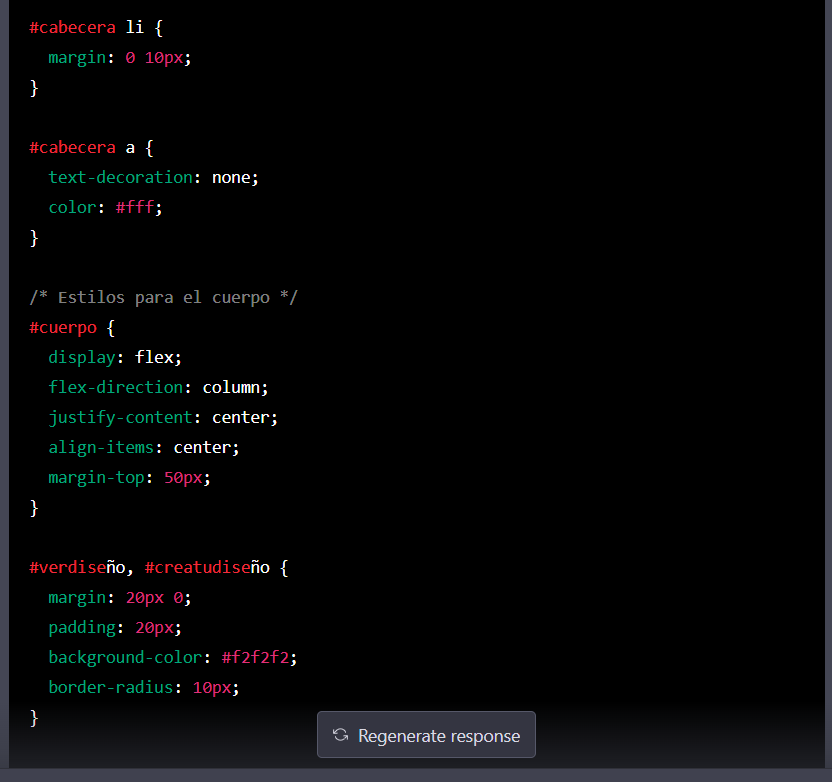 #cabecera li {
  margin: 0 10px;
}

#cabecera a {
  text-decoration: none;
  color: #fff;
}

/* Estilos para el cuerpo */
#cuerpo {
  display: flex;
  flex-direction: column;
  justify-content: center;
  align-items: center;
  margin-top: 50px;
}

#verdiseño, #creatudiseño {
  margin: 20px 0;
  padding: 20px;
  background-color: #f2f2f2;
  border-radius: 10px;
}
Regenerate response